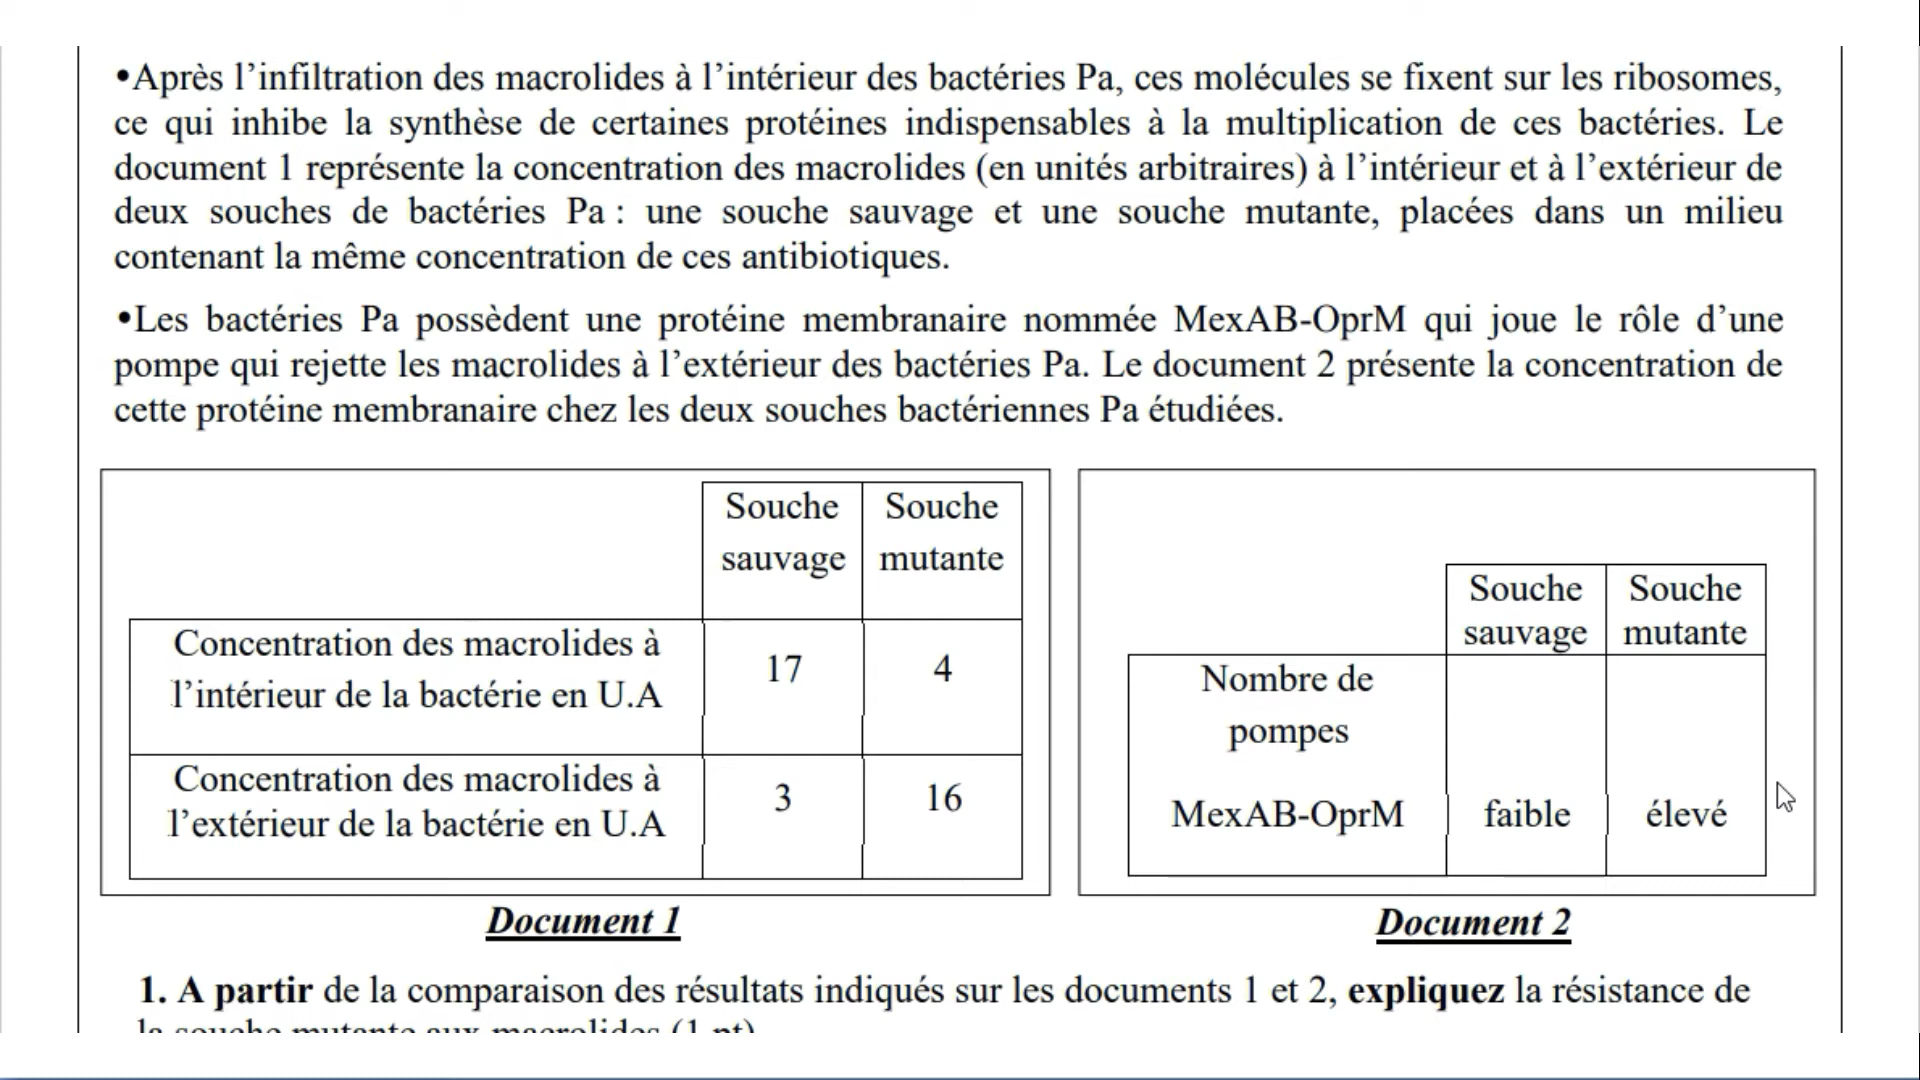 •Après l’infiltration des macrolides à l’intérieur des bactéries Pa, ces molécules se fixent sur les ribosomes,
ce qui inhibe la synthèse de certaines protéines indispensables à la multiplication de ces bactéries. Le
document 1 représente la concentration des macrolides (en unités arbitraires) à l’intérieur et à l’extérieur de
deux souches de bactéries Pa : une souche sauvage et une souche mutante, placées dans un milieu
contenant la même concentration de ces antibiotiques.
•Les bactéries Pa possèdent une protéine membranaire nommée MexAB-OprM qui joue le rôle d’une
pompe qui rejette les macrolides à l’extérieur des bactéries Pa. Le document 2 présente la concentration de
cette protéine membranaire chez les deux souches bactériennes Pa étudiées.
Souche Souche
sauvage mutante
Concentration des macrolides à
l’intérieur de la bactérie en U.A
17 4
Concentration des macrolides à
l’extérieur de la bactérie en U.A
3 16
Document 1
Souche Souche
sauvage mutante
Nombre de
pompes
MexAB-OprM faible élevé
Document 2
1. A partir de la comparaison des résultats indiqués sur les documents 1 et 2, expliquez la résistance de
la souche mutante aux macrolides (1 pt)